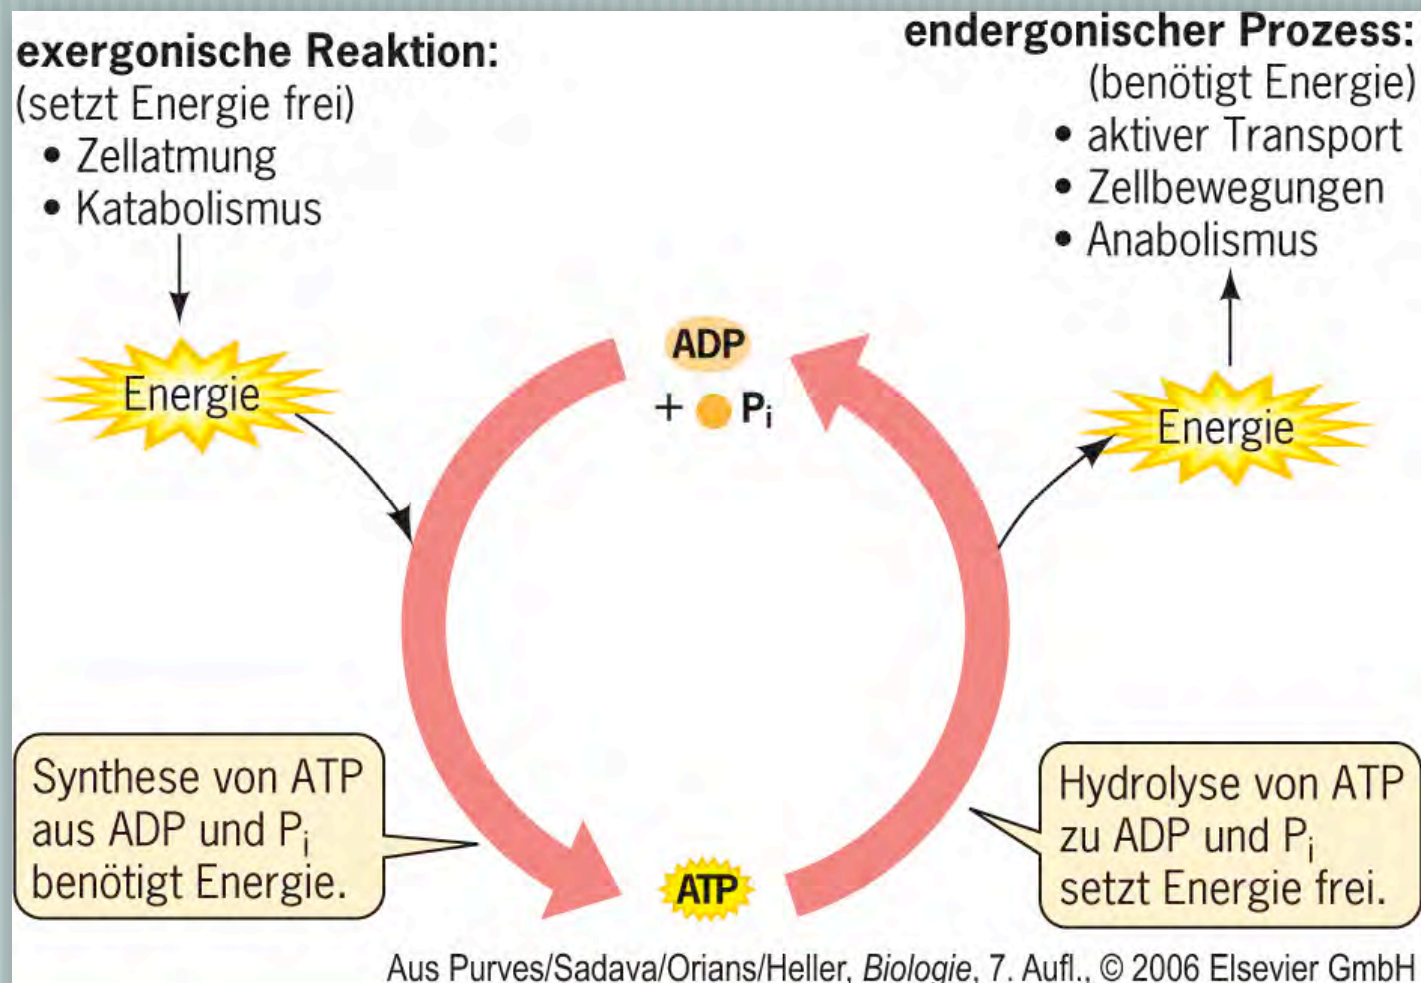 exergonische Reaktion:
(setzt Energie frei)
• Zellatmung
• Katabolismus
endergonischer Prozess:
(benötigt Energie)
• aktiver Transport
• Zellbewegungen
• Anabolismus
Energie
ADP
+ Pi
Energie
Synthese von ATP
aus ADP und Pi
benötigt Energie.
ATP
Hydrolyse von ATP
zu ADP und Pi
setzt Energie frei.
Aus Purves/Sadava/Orians/Heller, Biologie, 7. Aufl., © 2006 Elsevier GmbH